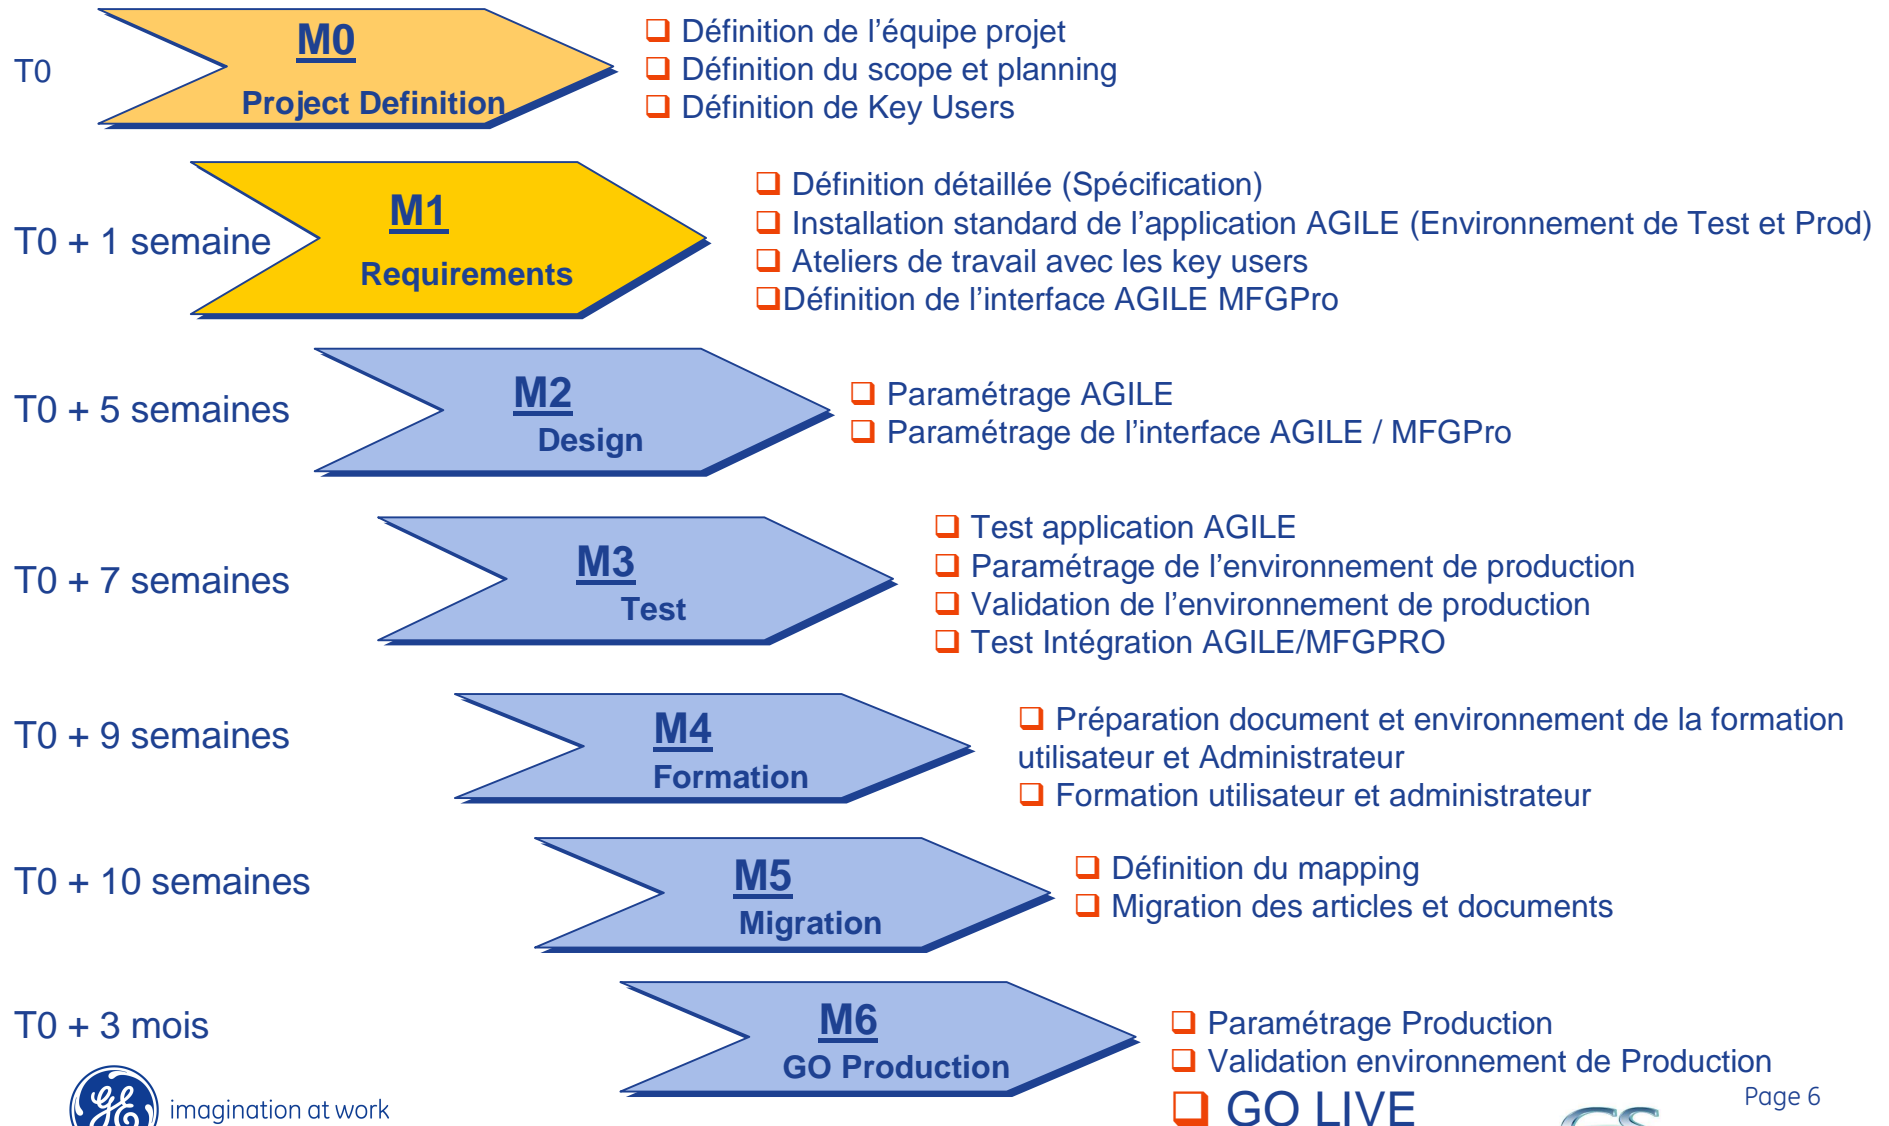 T0
M0
Project Definition
Définition de l’équipe projet
Définition du scope et planning
Définition de Key Users
T0 + 1 semaine
M1
Requirements
Définition détaillée (Spécification)
Installation standard de l’application AGILE (Environnement de Test et Prod)
Ateliers de travail avec les key users
Définition de l’interface AGILE MFGPro
T0 + 5 semaines
M2
Design
Paramétrage AGILE
Paramétrage de l’interface AGILE / MFGPro
T0 + 7 semaines
M3
Test
Test application AGILE
Paramétrage de l’environnement de production
Validation de l’environnement de production
Test Intégration AGILE/MFGPRO
T0 + 9 semaines
M4
Formation
Préparation document et environnement de la formation
utilisateur et Administrateur
Formation utilisateur et administrateur
T0 + 10 semaines
M5
Migration
Définition du mapping
Migration des articles et documents
T0 + 3 mois
M6
GO Production
Paramétrage Production
Validation environnement de Production
GO LIVE
GE
imagination at work
Page 6